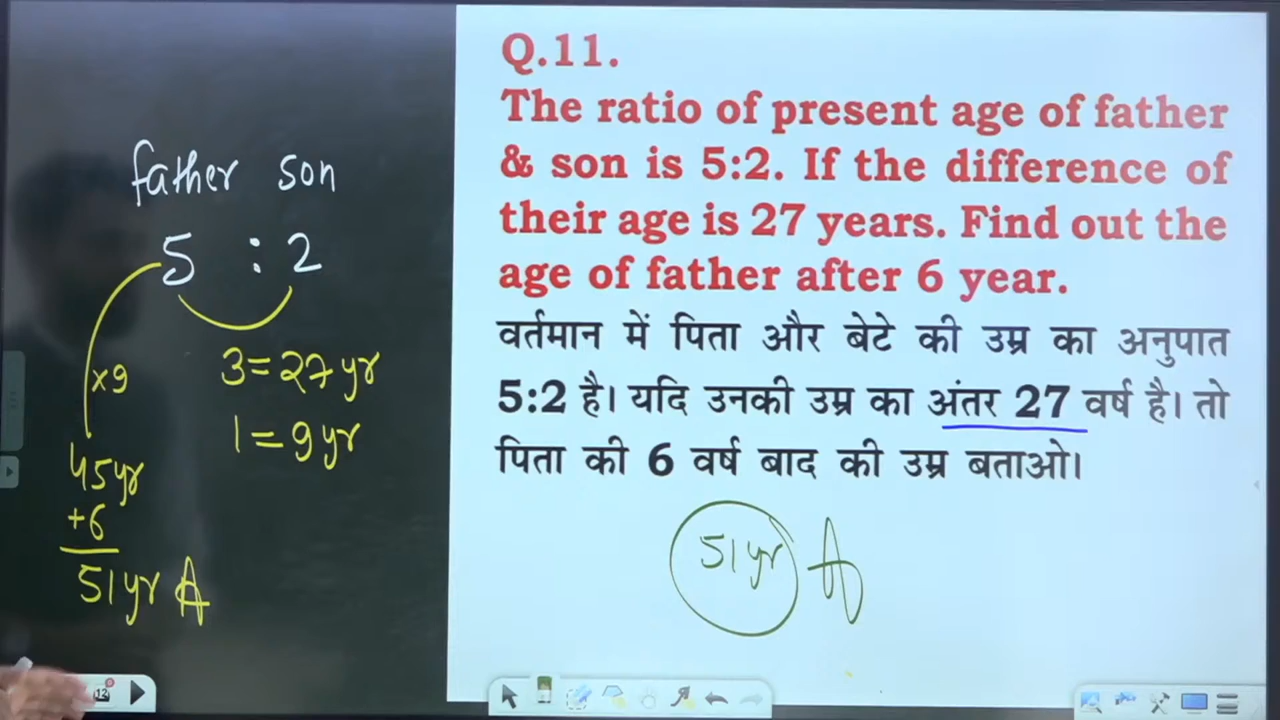 father son
5 : 2
×9
3=27yr
1=9yr
45yr
+6
51yr A
Q.11.
The ratio of present age of father
& son is 5:2. If the difference of
their age is 27 years. Find out the
age of father after 6 year.
वर्तमान में पिता और बेटे की उम्र का अनुपात
5:2 है। यदि उनकी उम्र का अंतर 27 वर्ष है। तो
पिता की 6 वर्ष बाद की उम्र बताओ।
51yr A